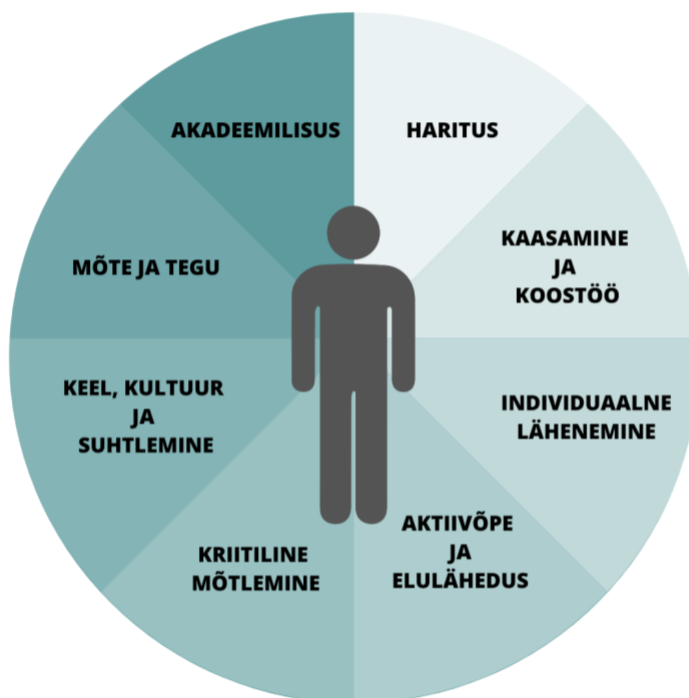 AKADEEMILISUS
HARITUS
KAASAMINE
JA
KOOSTÖÖ
MÕTE JA TEGU
INDIVIDUAALNE
LÄHENEMINE
KEEL, KULTUUR
JA
SUHTLEMINE
AKTIIVÕPE
JA
ELULÄHEDUS
KRIITILINE
MÕTLEMINE